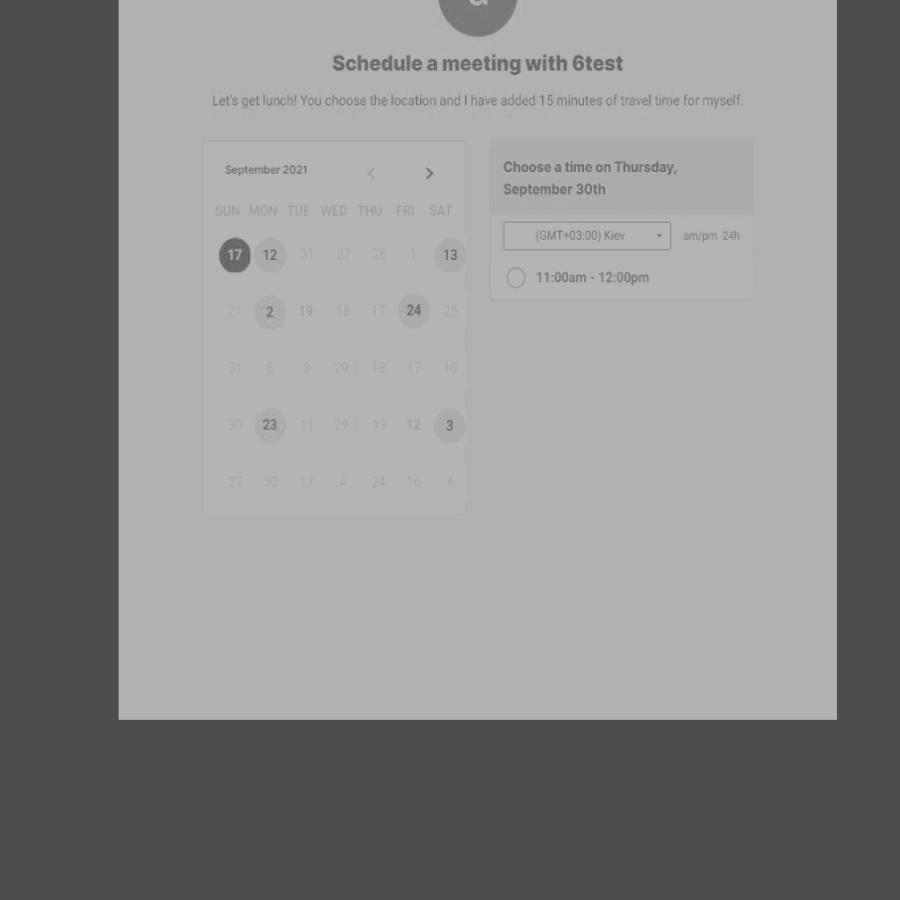 Schedule a meeting with 6test
Let's get lunch! You choose the location and I have added 15 minutes of travel time for myself.
September 2021
SUN MON TUE WED THU FRI SAT
17 12 31 27 26 1 13
21 2 19 18 17 24 25
31 8 3 29 18 17 10
30 23 11 29 13 12 3
27 30 17 4 24 16 6
Choose a time on Thursday,
September 30th
(GMT+03:00) Kiev am/pm 24h
11:00am - 12:00pm